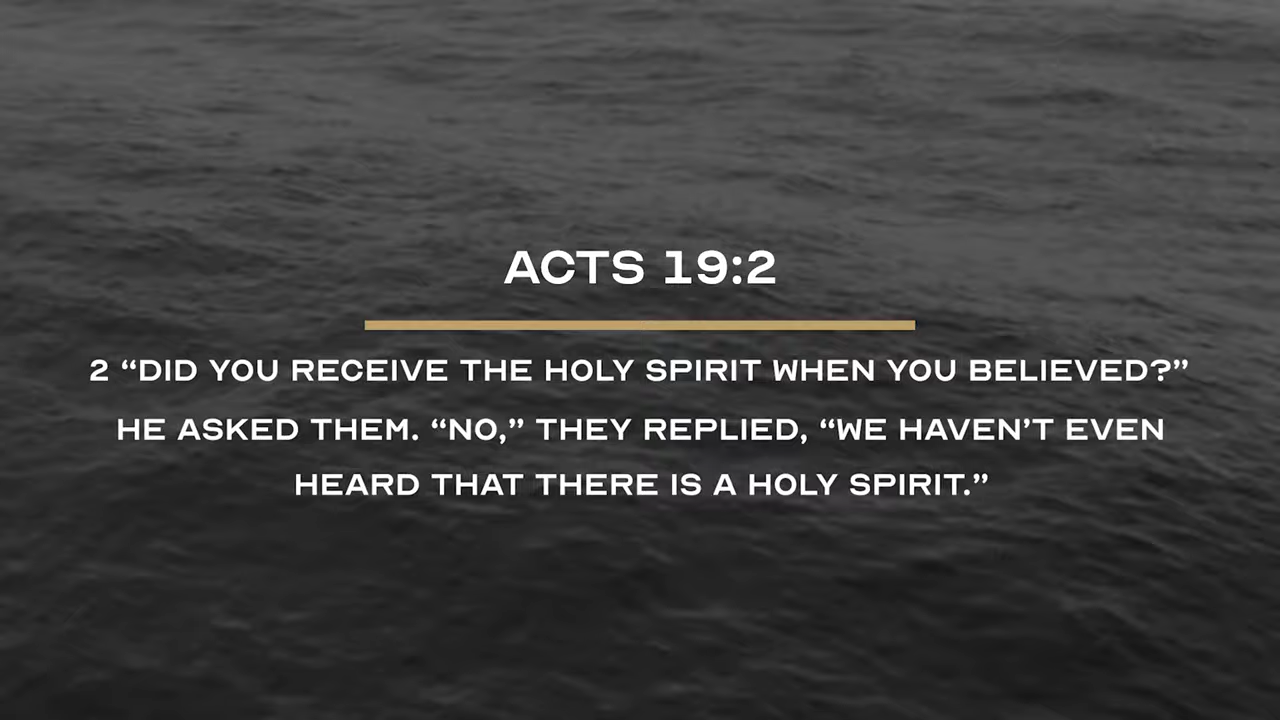 ACTS 19:2
2 “DID YOU RECEIVE THE HOLY SPIRIT WHEN YOU BELIEVED?”
HE ASKED THEM. “NO,” THEY REPLIED, “WE HAVEN’T EVEN
HEARD THAT THERE IS A HOLY SPIRIT.”